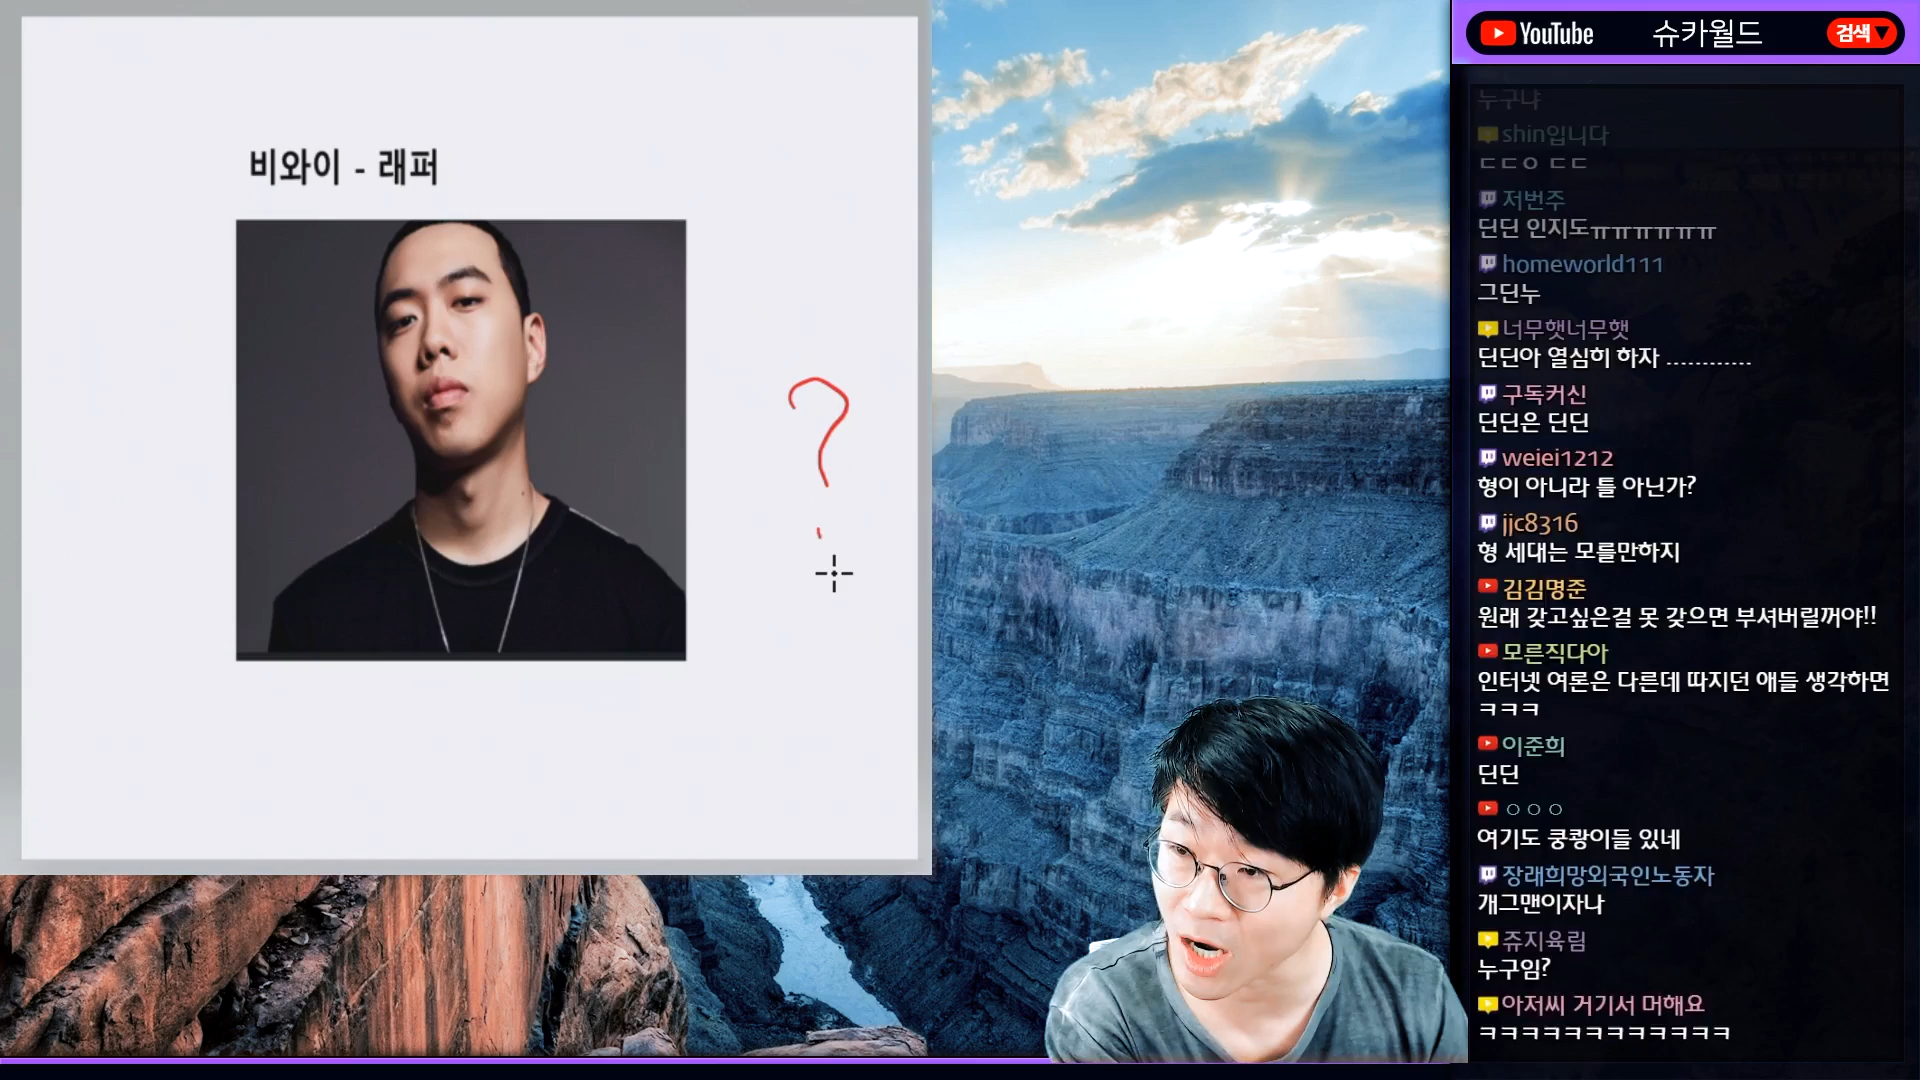 비와이 - 래퍼
?
YouTube 슈카월드 검색▼
누구냐
shin입니다
ㄷㄷㅇ ㄷㄷ
저번주
딘딘 인지도ㅠㅠㅠㅠㅠㅠ
homeworld111
그딘누
너무햇너무햇
딘딘아 열심히 하자 ............
구독커신
딘딘은 딘딘
weiei1212
형이 아니라 틀 아닌가?
jjc8316
형 세대는 모를만하지
김김명준
원래 갖고싶은걸 못 갖으면 부셔버릴꺼야!!
모른직다아
인터넷 여론은 다른데 따지던 애들 생각하면
ㅋㅋㅋ
이준희
딘딘
ㅇㅇㅇ
여기도 쿵쾅이들 있네
장래희망외국인노동자
개그맨이자나
쥬지육림
누구임?
아저씨 거기서 머해요
ㅋㅋㅋㅋㅋㅋㅋㅋㅋㅋㅋㅋ